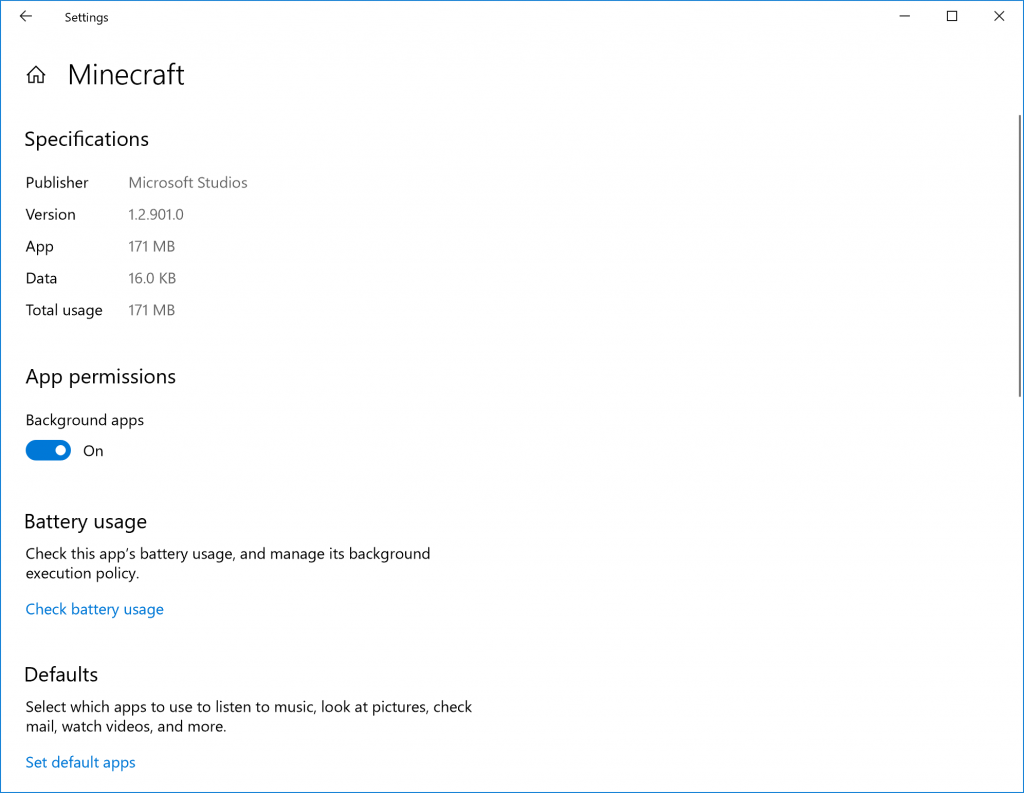 Settings
Minecraft
Specifications
Publisher Microsoft Studios
Version 1.2.901.0
App 171 MB
Data 16.0 KB
Total usage 171 MB
App permissions
Background apps
On
Battery usage
Check this app’s battery usage, and manage its background
execution policy.
Check battery usage
Defaults
Select which apps to use to listen to music, look at pictures, check
mail, watch videos, and more.
Set default apps